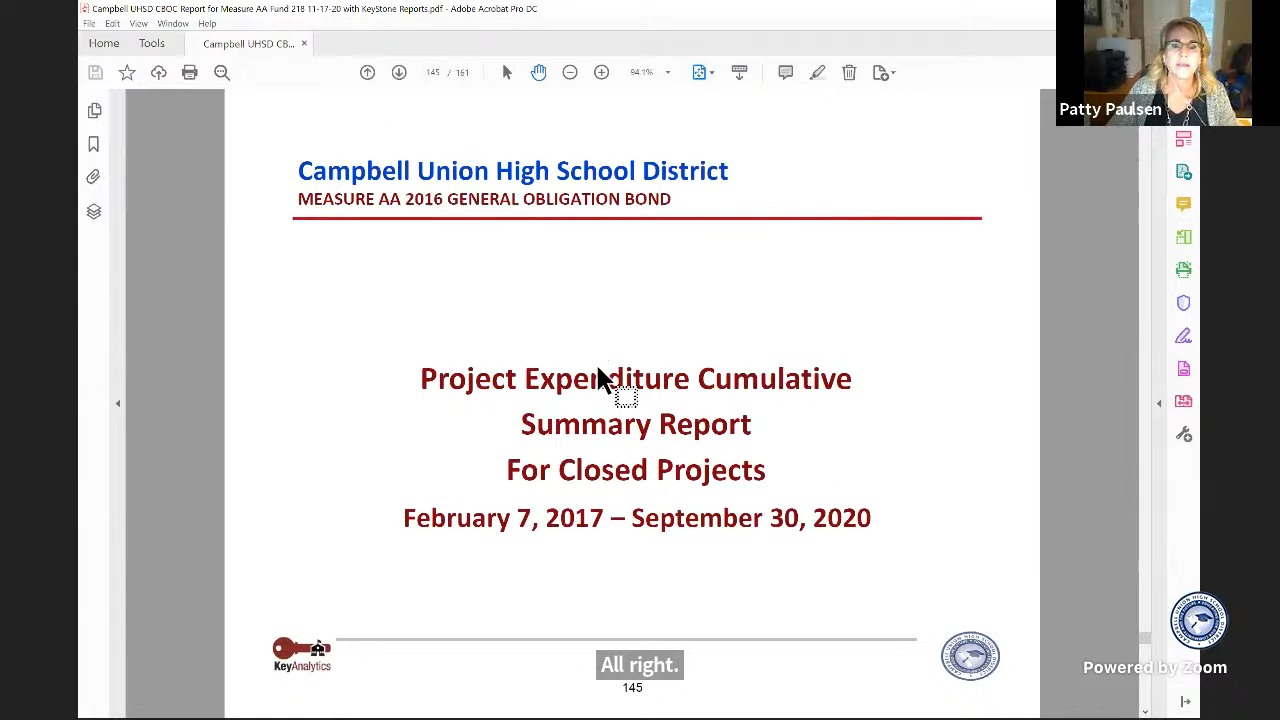 Campbell UHSD CBOC Report for Measure AA Fund 218 11-17-20 with KeyStone Reports.pdf - Adobe Acrobat Pro DC
File Edit View Window Help
Home Tools Campbell UHSD CB... ×
145 / 161 94.1%
Patty Paulsen
Campbell Union High School District
MEASURE AA 2016 GENERAL OBLIGATION BOND
Project Expenditure Cumulative
Summary Report
For Closed Projects
February 7, 2017 – September 30, 2020
KeyAnalytics
All right.
145
Powered by Zoom